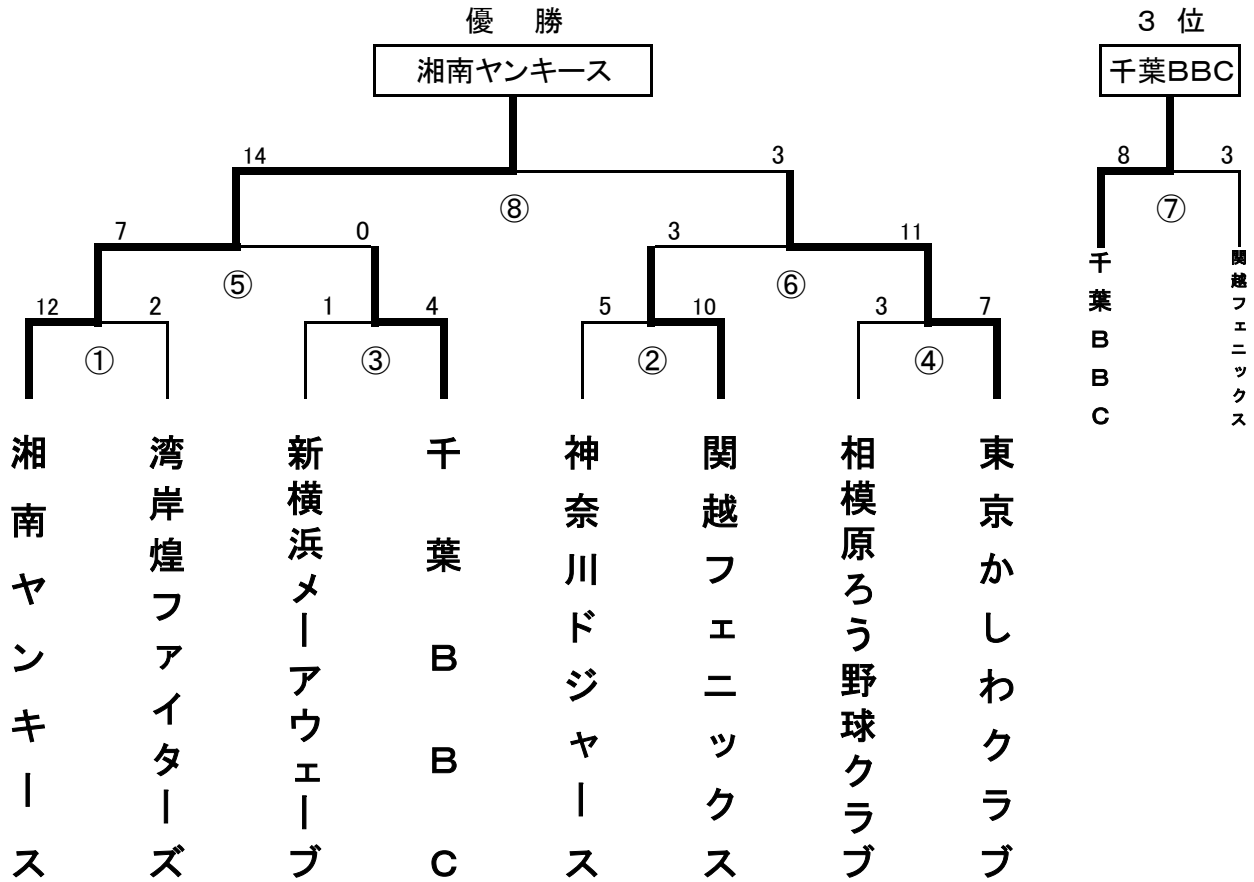 優 勝
湘南ヤンキース
3 位
千葉BBC
14
3
8
3
⑧
⑦
7
0
3
11
⑤
⑥
12
2
1
4
5
10
3
7
①
③
②
④
千葉BBC
関越フェニックス
湘南ヤンキース
湾岸煌ファイターズ
新横浜メーアウェーブ
千葉BBC
神奈川ドジャース
関越フェニックス
相模原ろう野球クラブ
東京かしわクラブ